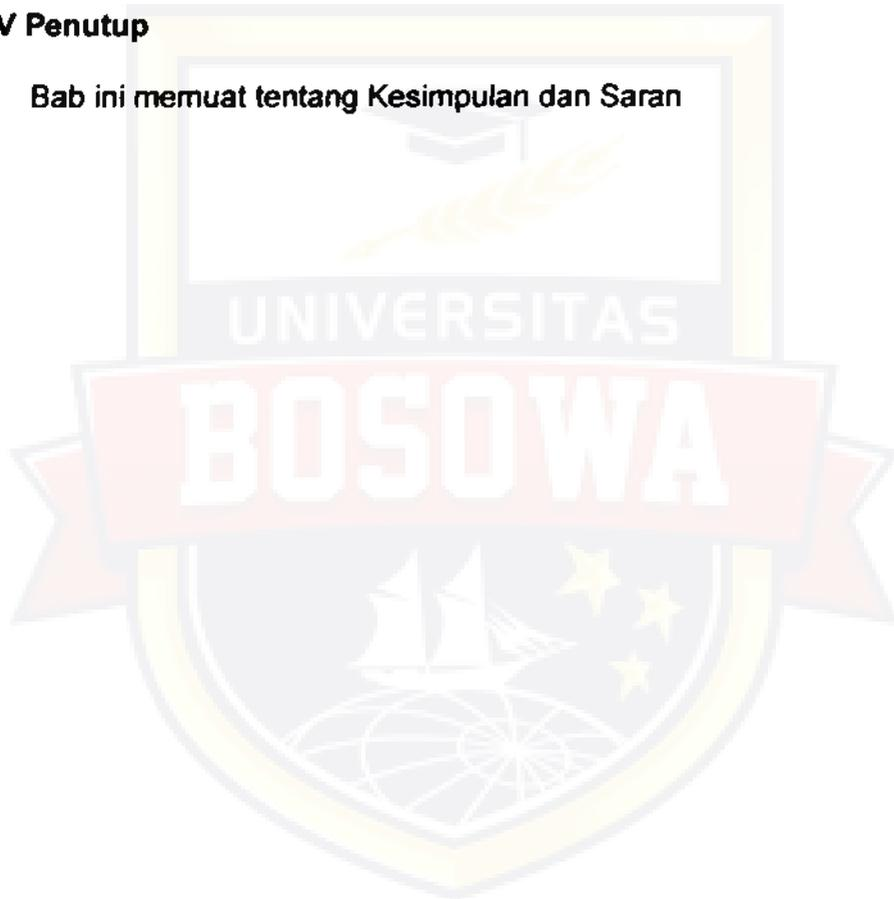 V Penutup
Bab ini memuat tentang Kesimpulan dan Saran
UNIVERSITAS
BOSOWA